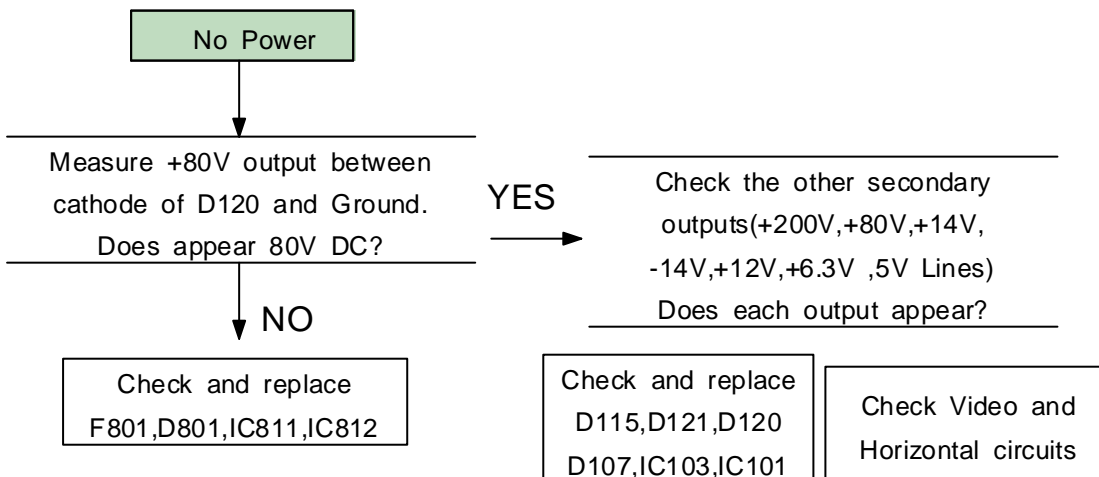 No Power
Measure +80V output between
cathode of D120 and Ground.
Does appear 80V DC?
YES
Check the other secondary
outputs(+200V,+80V,+14V,
-14V,+12V,+6.3V ,5V Lines)
Does each output appear?
NO
Check and replace
F801,D801,IC811,IC812
Check and replace
D115,D121,D120
D107,IC103,IC101
Check Video and
Horizontal circuits